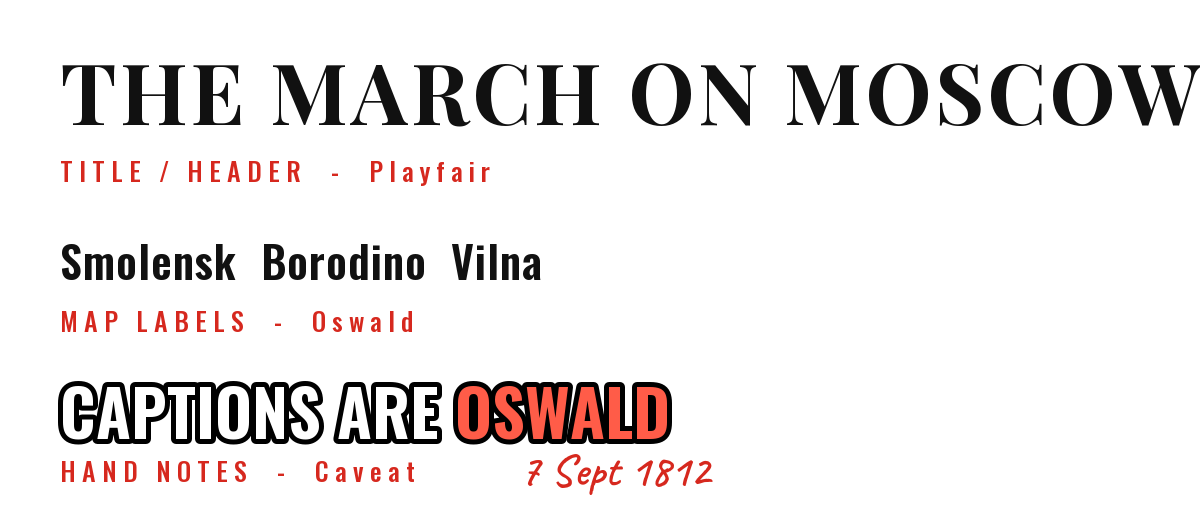 THE MARCH ON MOSCOW
TITLE / HEADER - Playfair
Smolensk Borodino Vilna
MAP LABELS - Oswald
CAPTIONS ARE OSWALD
HAND NOTES - Caveat 7 Sept 1812